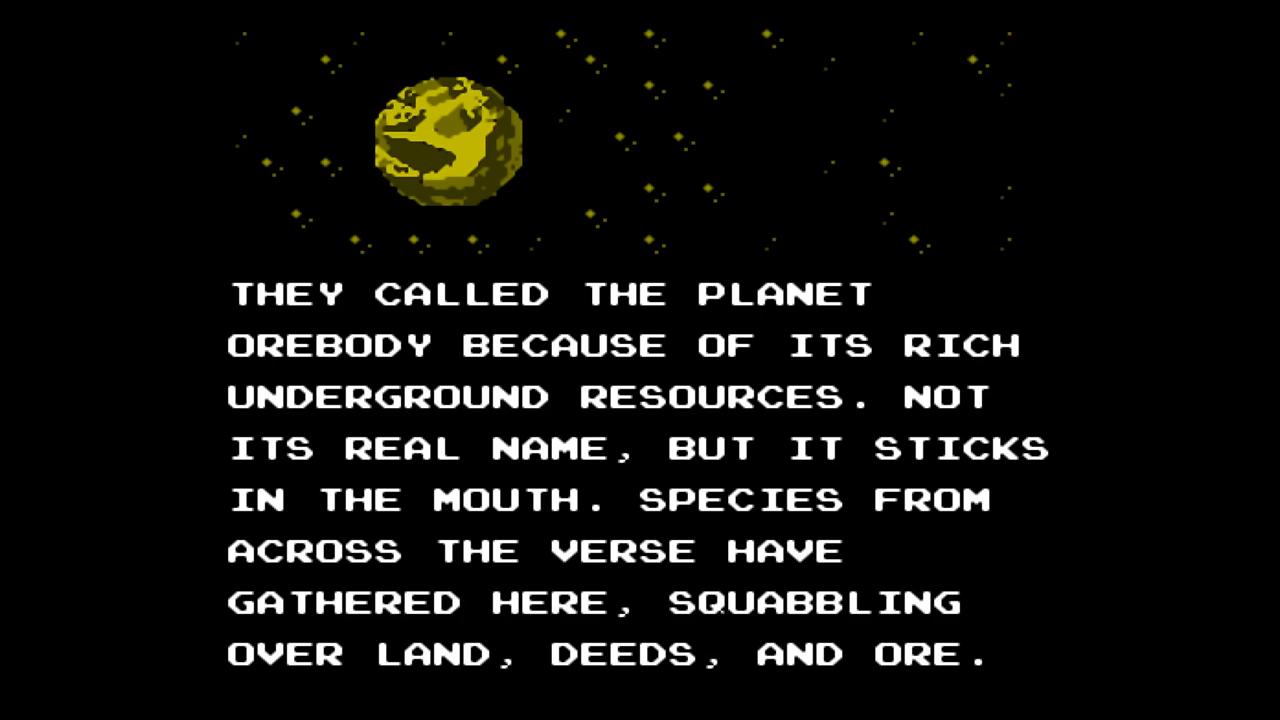 THEY CALLED THE PLANET
OREBODY BECAUSE OF ITS RICH
UNDERGROUND RESOURCES. NOT
ITS REAL NAME, BUT IT STICKS
IN THE MOUTH. SPECIES FROM
ACROSS THE VERSE HAVE
GATHERED HERE, SQUABBLING
OVER LAND, DEEDS, AND ORE.